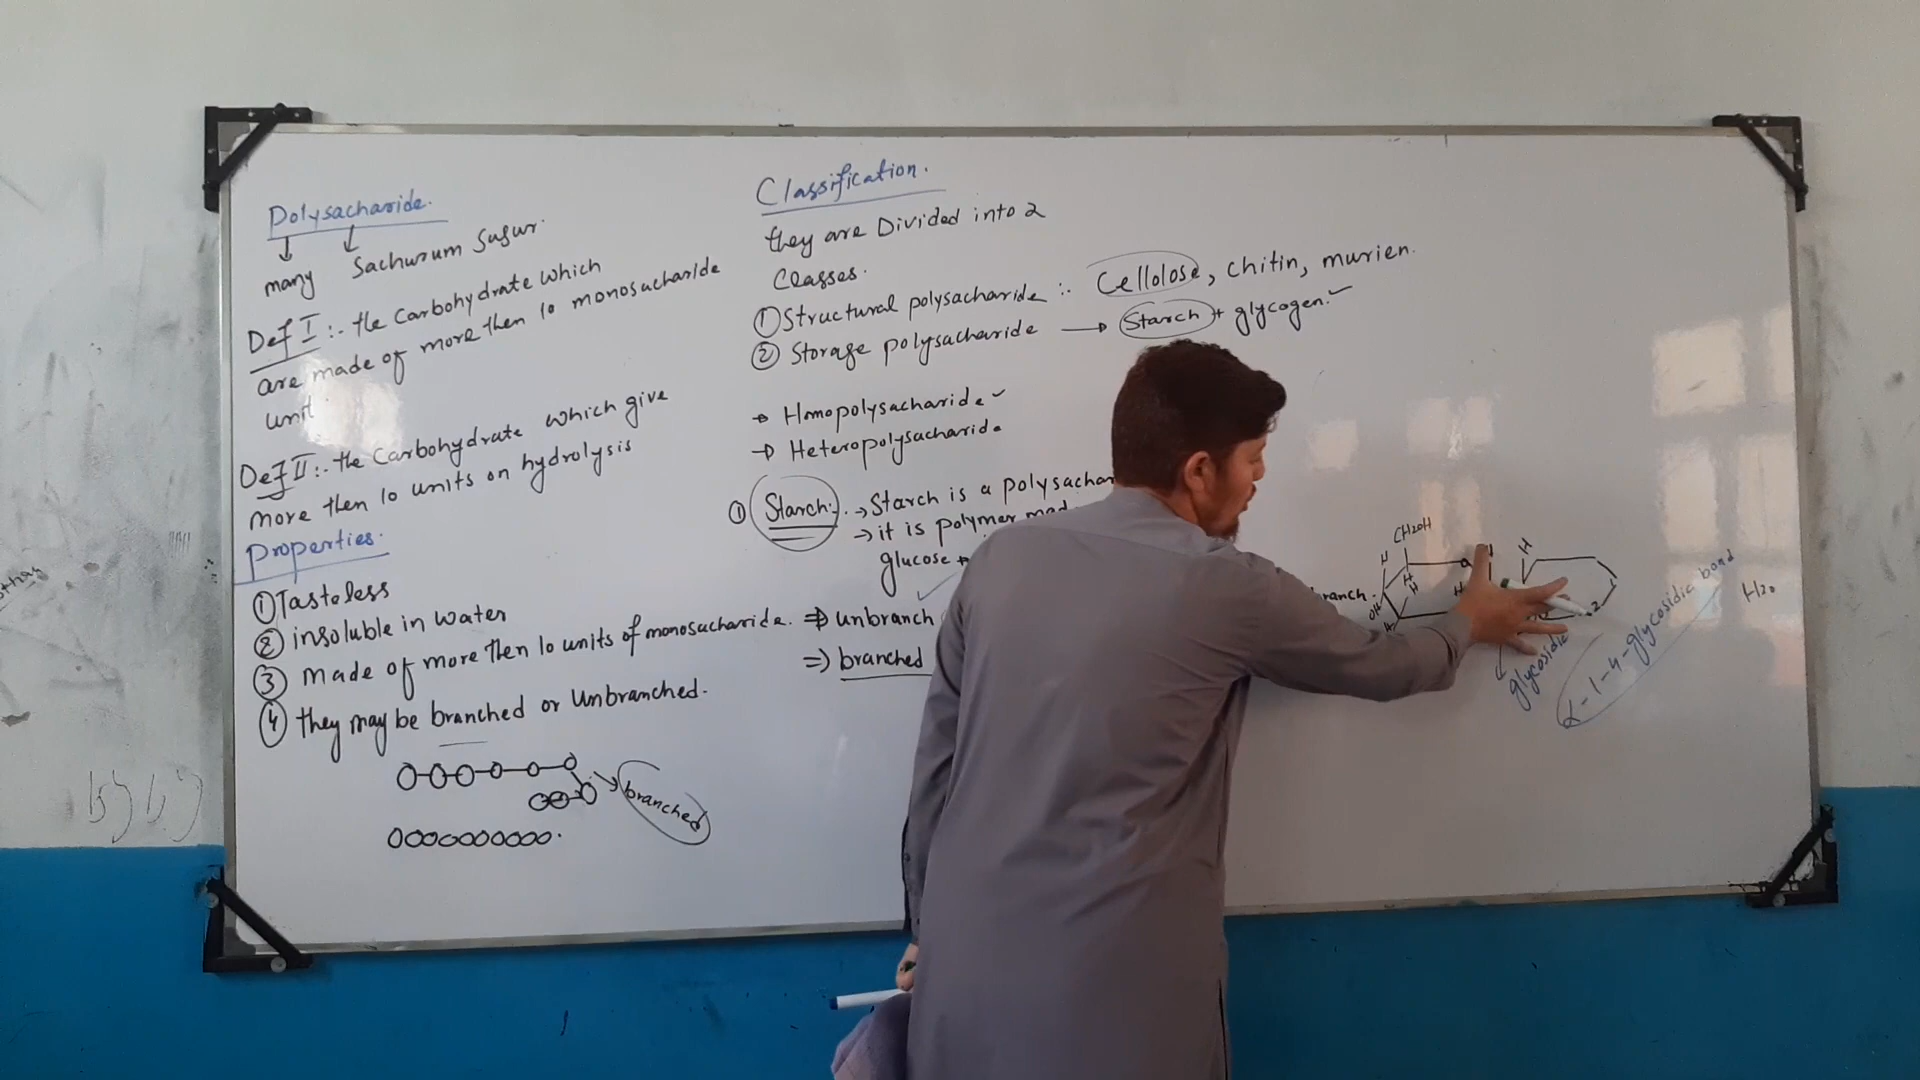 Polysacharide.
many Sachurum Sugur.
Def I :- the Carbohydrate which
are made of more then 10 monosacharide
unit.
Def II :- the Carbohydrate which give
more then 10 units on hydrolysis
Properties.
① Tasteless
② insoluble in water
③ made of more then 10 units of monosacharide.
④ they may be branched or Unbranched.
branched
Classification.
they are Divided into 2
Classes.
① Structural polysacharide :- Cellolose, chitin, murien.
② Storage polysacharide → Starch + glycogen.
→ Homopolysacharide
→ Heteropolysacharide
① Starch :- → Starch is a polysachar
→ it is polymer mad
glucose
⇒ unbranch
⇒ branched
ranch.
CH2OH
H
H
H
OH
H
H
glycosidic
α-1-4-glycosidic bond
H2O